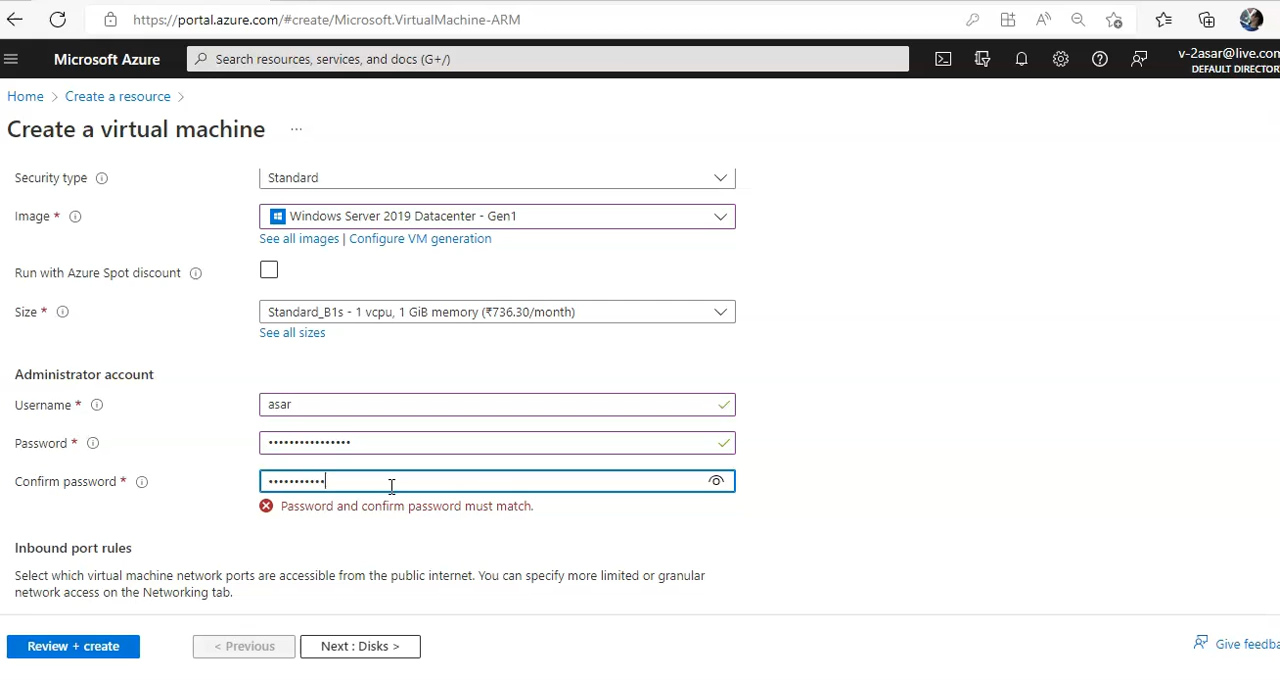 https://portal.azure.com/#create/Microsoft.VirtualMachine-ARM
Microsoft Azure
Search resources, services, and docs (G+/)
v-2asar@live.com
DEFAULT DIRECTOR
Home > Create a resource >
Create a virtual machine ...
Security type
Standard
Image *
Windows Server 2019 Datacenter - Gen1
See all images | Configure VM generation
Run with Azure Spot discount
Size *
Standard_B1s - 1 vcpu, 1 GiB memory (₹736.30/month)
See all sizes
Administrator account
Username *
asar
Password *
••••••••••••••••
Confirm password *
•••••••••••
Password and confirm password must match.
Inbound port rules
Select which virtual machine network ports are accessible from the public internet. You can specify more limited or granular
network access on the Networking tab.
Review + create
< Previous
Next : Disks >
Give feedba